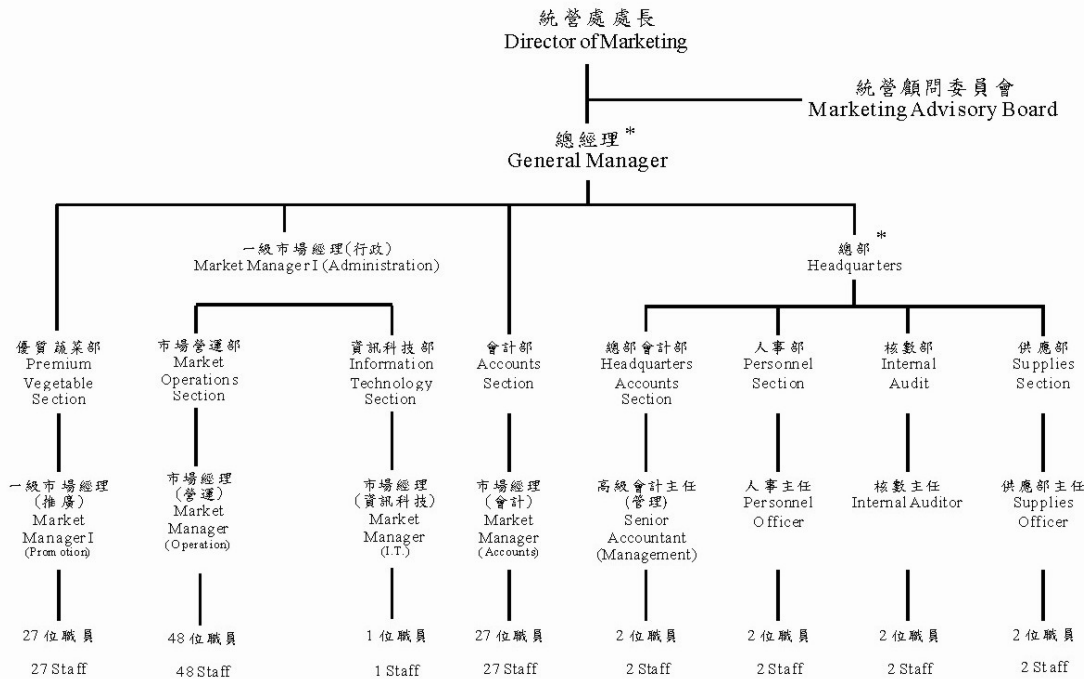 統營處處長
Director of Marketing
統營顧問委員會
Marketing Advisory Board
總經理*
General Manager
一級市場經理(行政)
Market Manager I (Administration)
總部*
Headquarters
優質蔬菜部
Premium
Vegetable
Section
市場營運部
Market
Operations
Section
資訊科技部
Information
Technology
Section
會計部
Accounts
Section
總部會計部
Headquarters
Accounts
Section
人事部
Personnel
Section
核數部
Internal
Audit
供應部
Supplies
Section
一級市場經理
(推廣)
Market
Manager I
(Promotion)
市場經理
(營運)
Market
Manager
(Operation)
市場經理
(資訊科技)
Market
Manager
(I.T.)
市場經理
(會計)
Market
Manager
(Accounts)
高級會計主任
(管理)
Senior
Accountant
(Management)
人事主任
Personnel
Officer
核數主任
Internal Auditor
供應部主任
Supplies
Officer
27位職員
27 Staff
48位職員
48 Staff
1位職員
1 Staff
27位職員
27 Staff
2位職員
2 Staff
2位職員
2 Staff
2位職員
2 Staff
2位職員
2 Staff